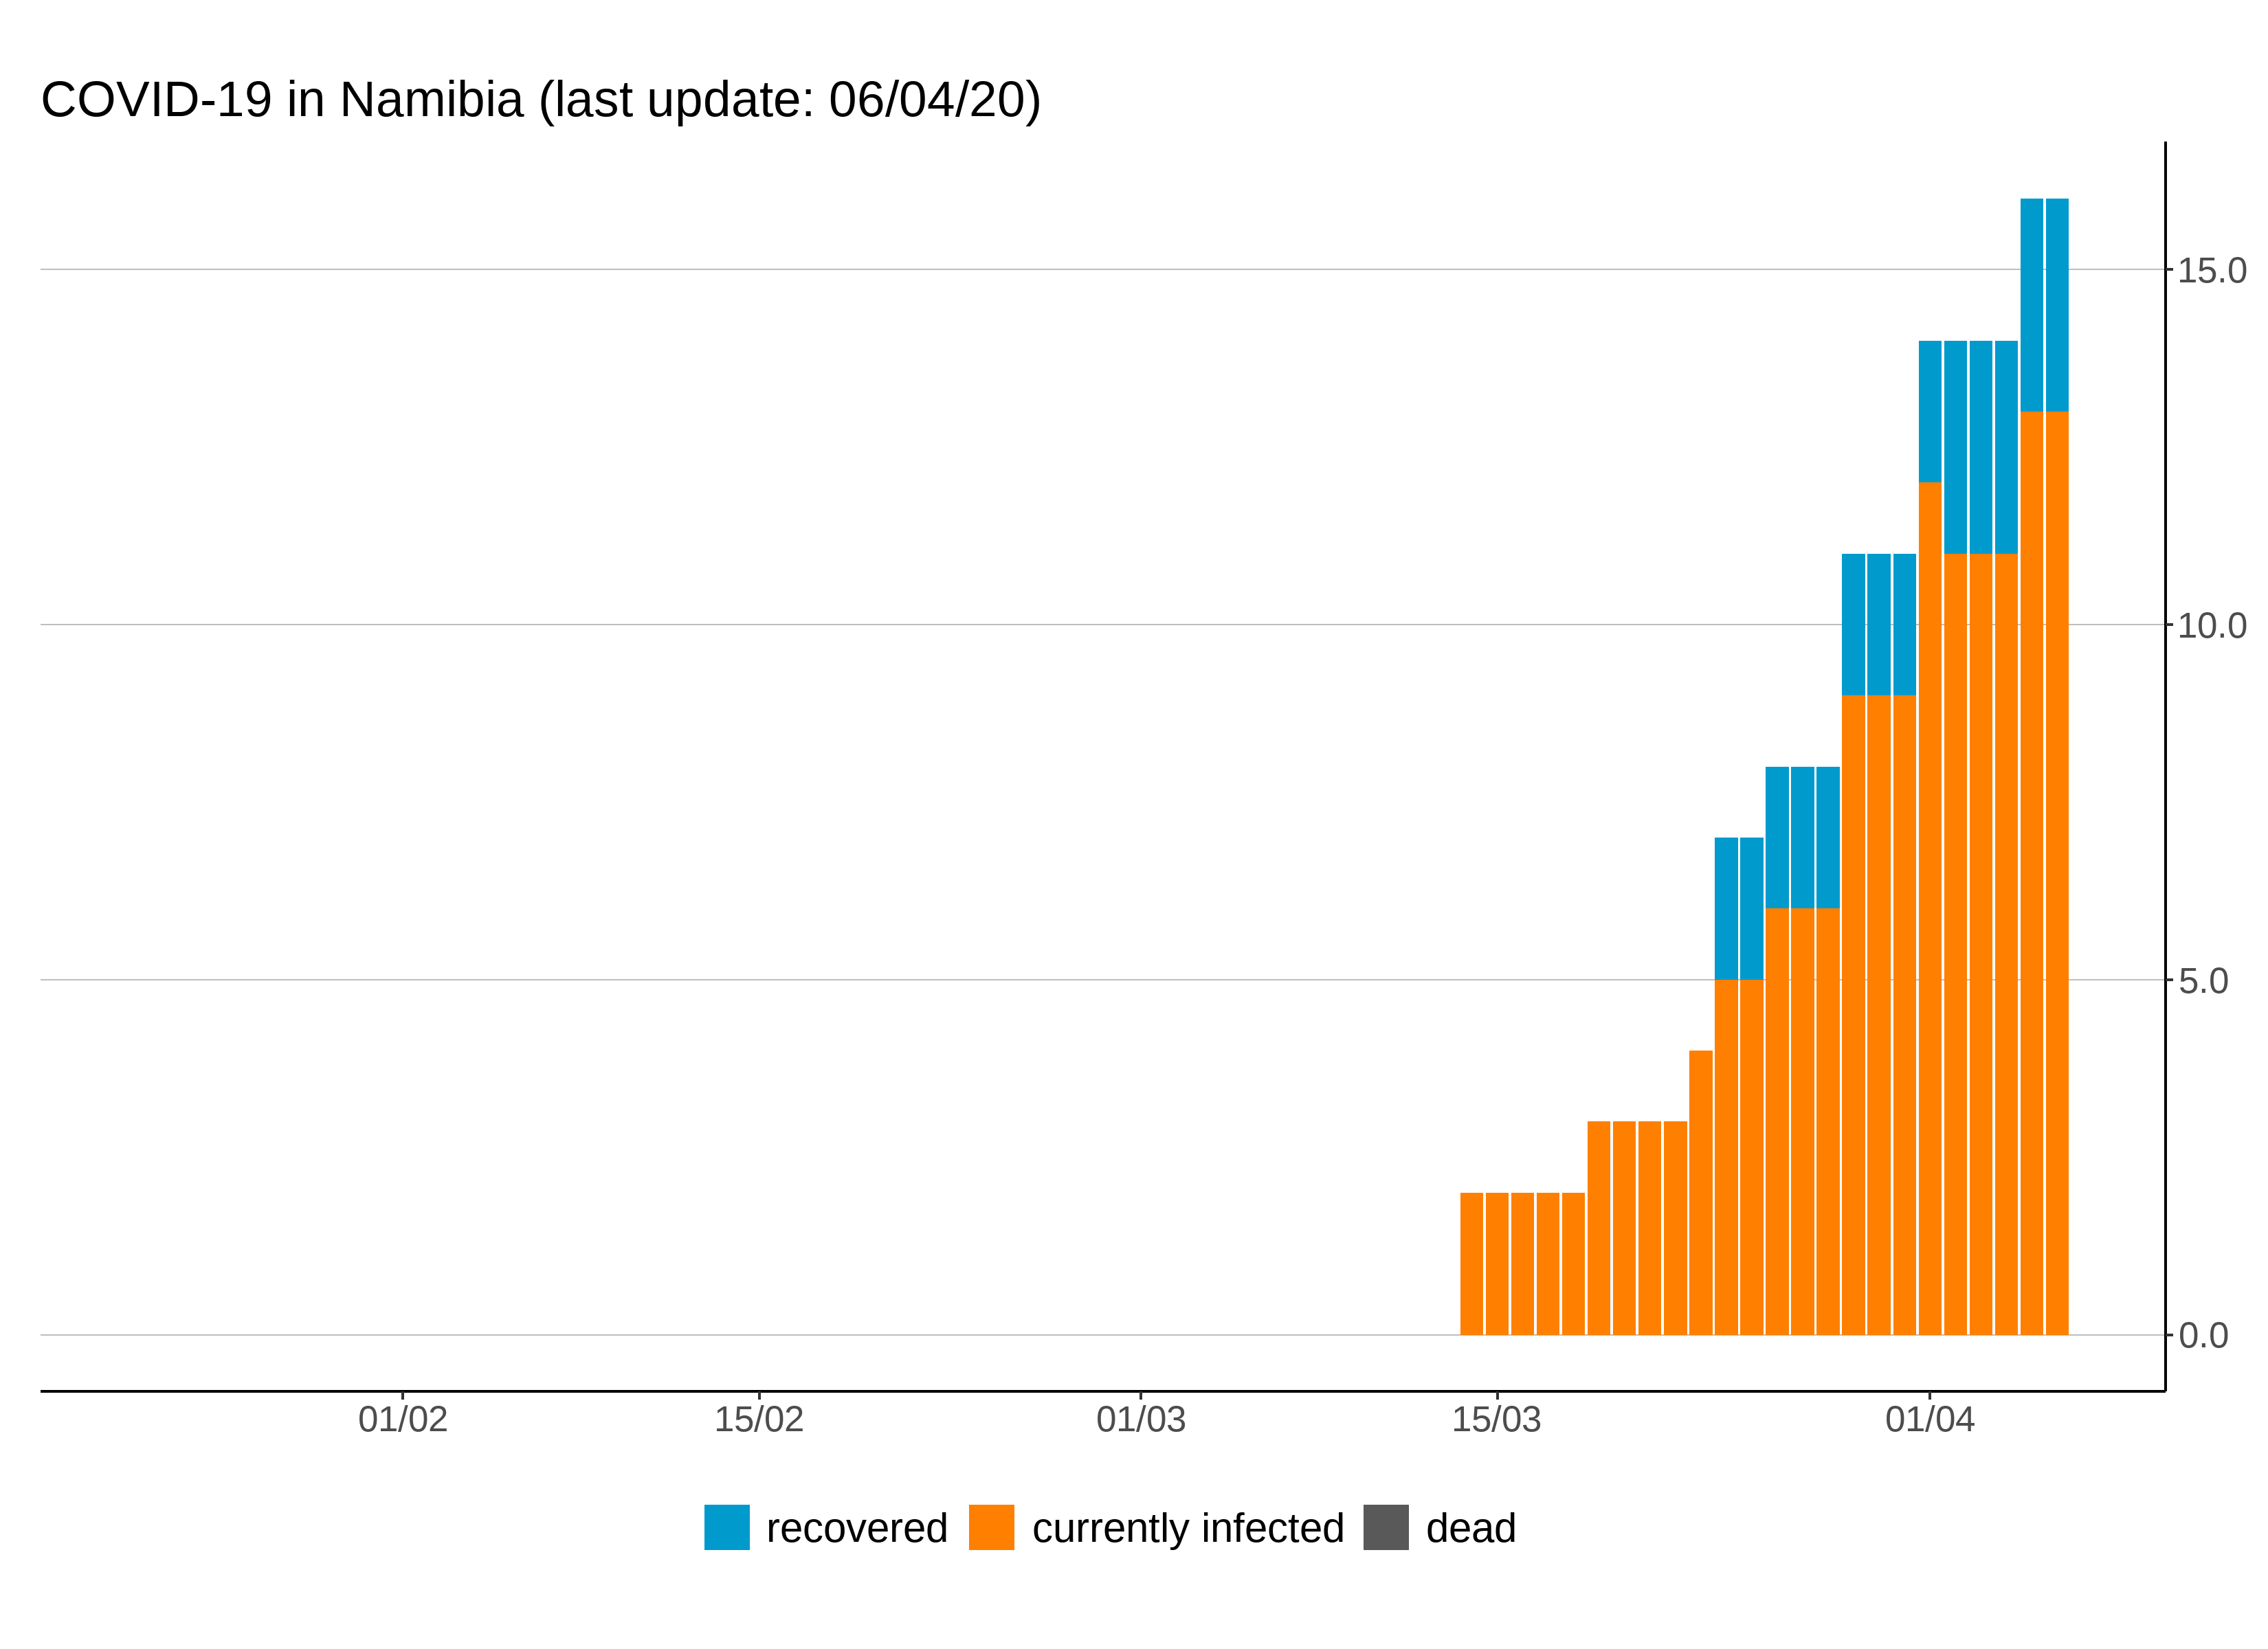 COVID-19 in Namibia (last update: 06/04/20)
15.0
10.0
5.0
0.0
01/02 15/02 01/03 15/03 01/04
recovered currently infected dead